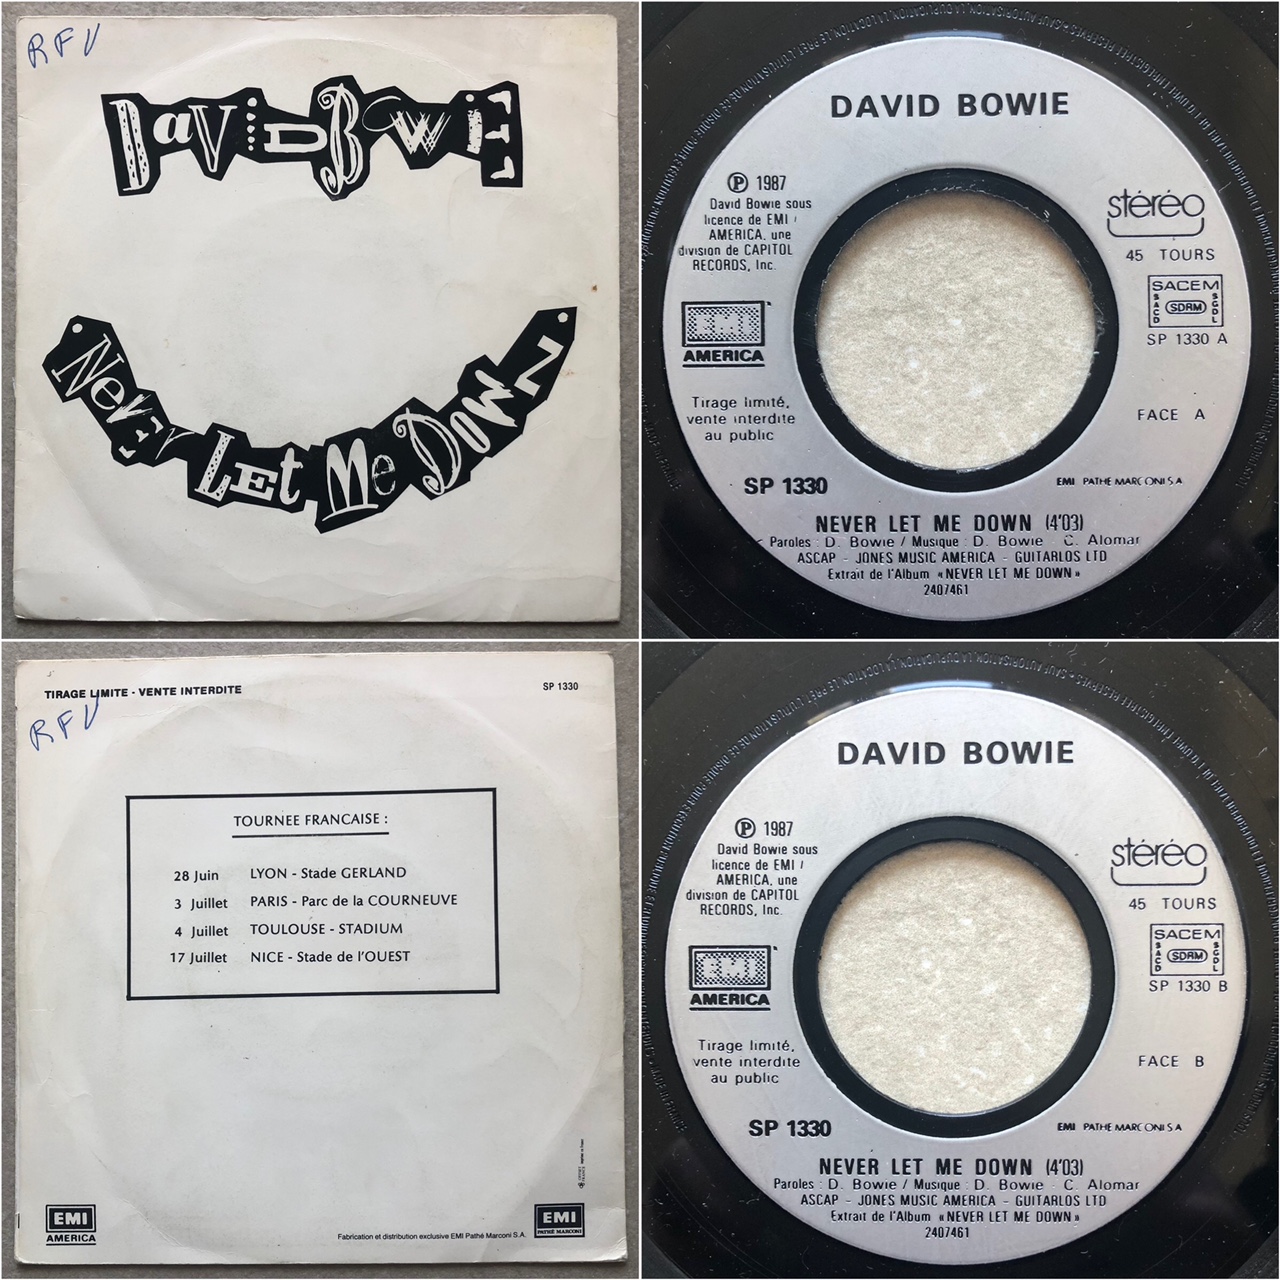 RFV
DaViD BoWiE
NeVEr LEt Me DOWN
DAVID BOWIE
Ⓟ 1987
David Bowie sous
licence de EMI /
AMERICA, une
division de CAPITOL
RECORDS, Inc.
stéréo
45 TOURS
SACEM
SACD
SDRM
SGDL
SP 1330 A
EMI
AMERICA
Tirage limité,
vente interdite
au public
FACE A
SP 1330
EMI PATHE MARCONI S A
NEVER LET ME DOWN (4'03)
Paroles : D. Bowie / Musique : D. Bowie - C. Alomar
ASCAP - JONES MUSIC AMERICA - GUITARLOS LTD
Extrait de l'Album «NEVER LET ME DOWN»
2407461
TIRAGE LIMITE - VENTE INTERDITE
SP 1330
RFV
TOURNEE FRANCAISE :
28 Juin LYON - Stade GERLAND
3 Juillet PARIS - Parc de la COURNEUVE
4 Juillet TOULOUSE - STADIUM
17 Juillet NICE - Stade de l'OUEST
EMI
AMERICA
Fabrication et distribution exclusive EMI Pathé Marconi S.A.
EMI
PATHÉ MARCONI
DAVID BOWIE
Ⓟ 1987
David Bowie sous
licence de EMI /
AMERICA, une
division de CAPITOL
RECORDS, Inc.
stéréo
45 TOURS
SACEM
SACD
SDRM
SGDL
SP 1330 B
EMI
AMERICA
Tirage limité,
vente interdite
au public
FACE B
SP 1330
EMI PATHE MARCONI S A
NEVER LET ME DOWN (4'03)
Paroles : D. Bowie / Musique : D. Bowie - C. Alomar
ASCAP - JONES MUSIC AMERICA - GUITARLOS LTD
Extrait de l'Album «NEVER LET ME DOWN»
2407461